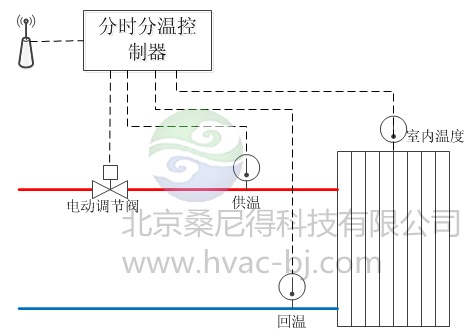 分时分温控
制器
室内温度
电动调节阀
供温
北京桑尼得科技有限公司
www.hvac-bj.com
回温